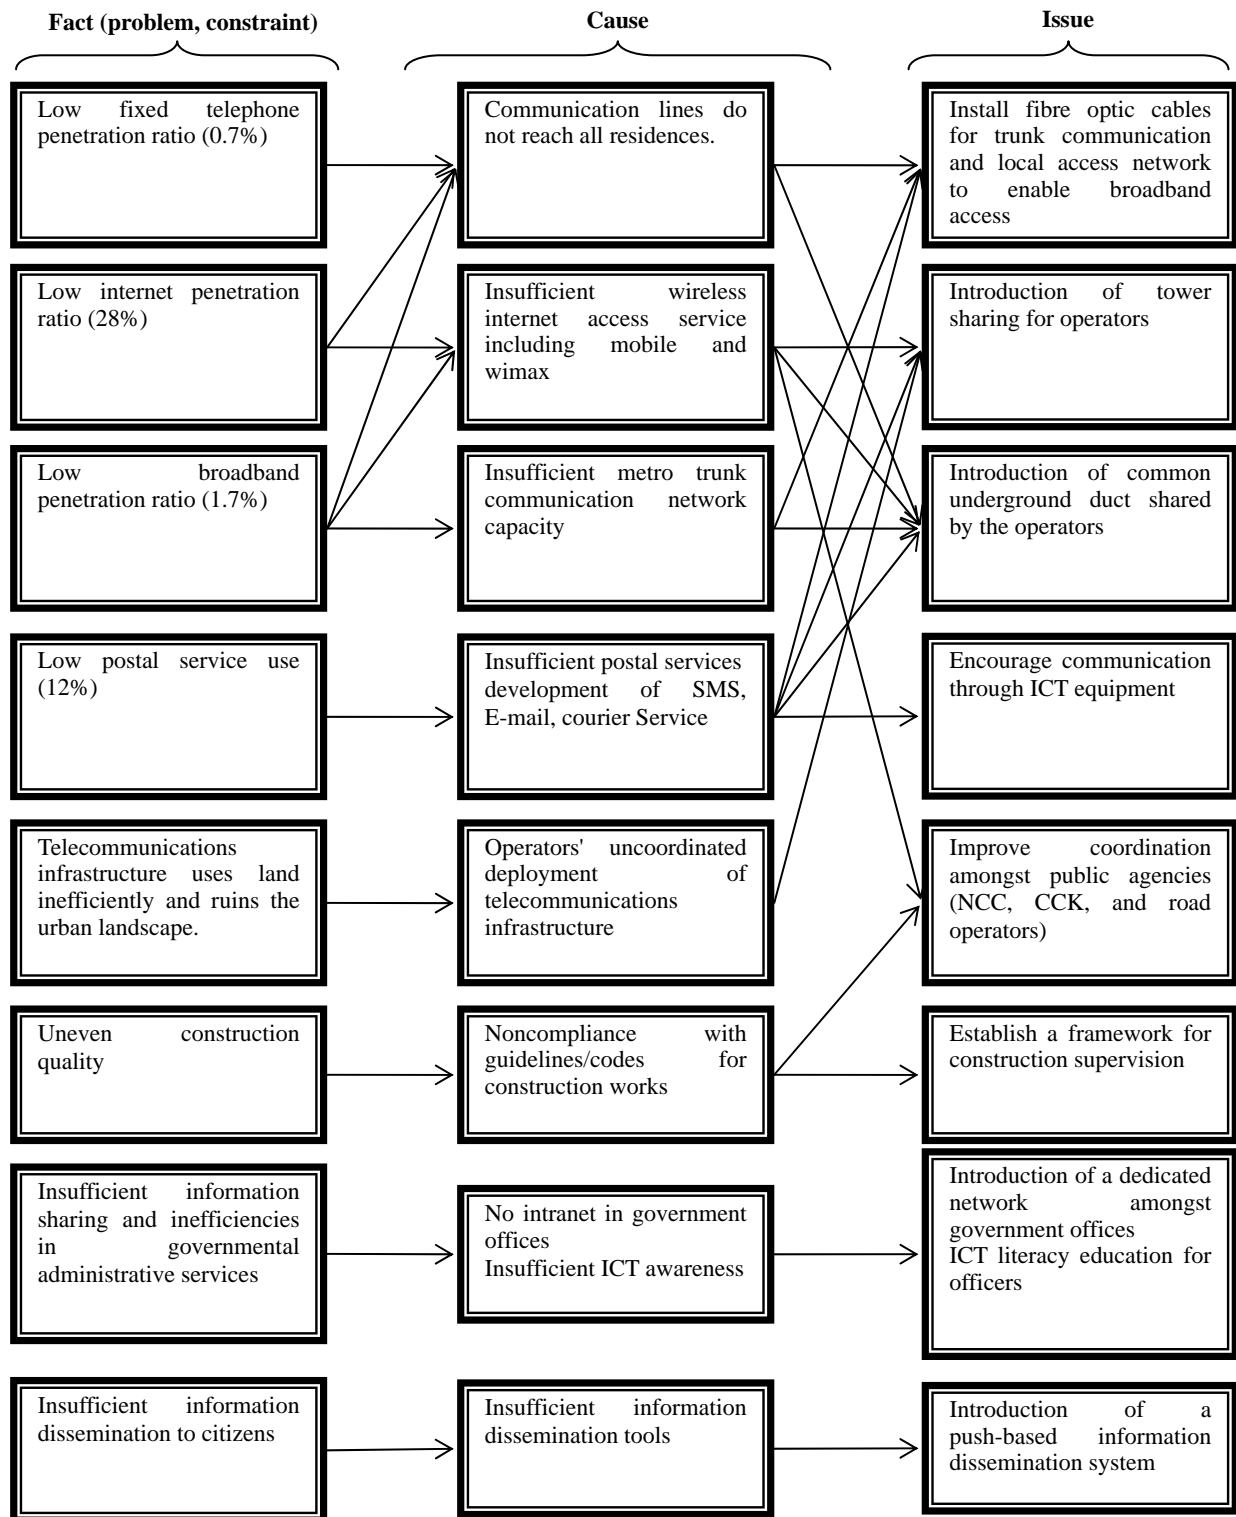 Fact (problem, constraint)
Cause
Issue
Low fixed telephone
penetration ratio (0.7%)
Communication lines do
not reach all residences.
Install fibre optic cables
for trunk communication
and local access network
to enable broadband
access
Low internet penetration
ratio (28%)
Insufficient wireless
internet access service
including mobile and
wimax
Introduction of tower
sharing for operators
Low broadband
penetration ratio (1.7%)
Insufficient metro trunk
communication network
capacity
Introduction of common
underground duct shared
by the operators
Low postal service use
(12%)
Insufficient postal services
development of SMS,
E-mail, courier Service
Encourage communication
through ICT equipment
Telecommunications
infrastructure uses land
inefficiently and ruins the
urban landscape.
Operators' uncoordinated
deployment of
telecommunications
infrastructure
Improve coordination
amongst public agencies
(NCC, CCK, and road
operators)
Uneven construction
quality
Noncompliance with
guidelines/codes for
construction works
Establish a framework for
construction supervision
Insufficient information
sharing and inefficiencies
in governmental
administrative services
No intranet in government
offices
Insufficient ICT awareness
Introduction of a dedicated
network amongst
government offices
ICT literacy education for
officers
Insufficient information
dissemination to citizens
Insufficient information
dissemination tools
Introduction of a
push-based information
dissemination system